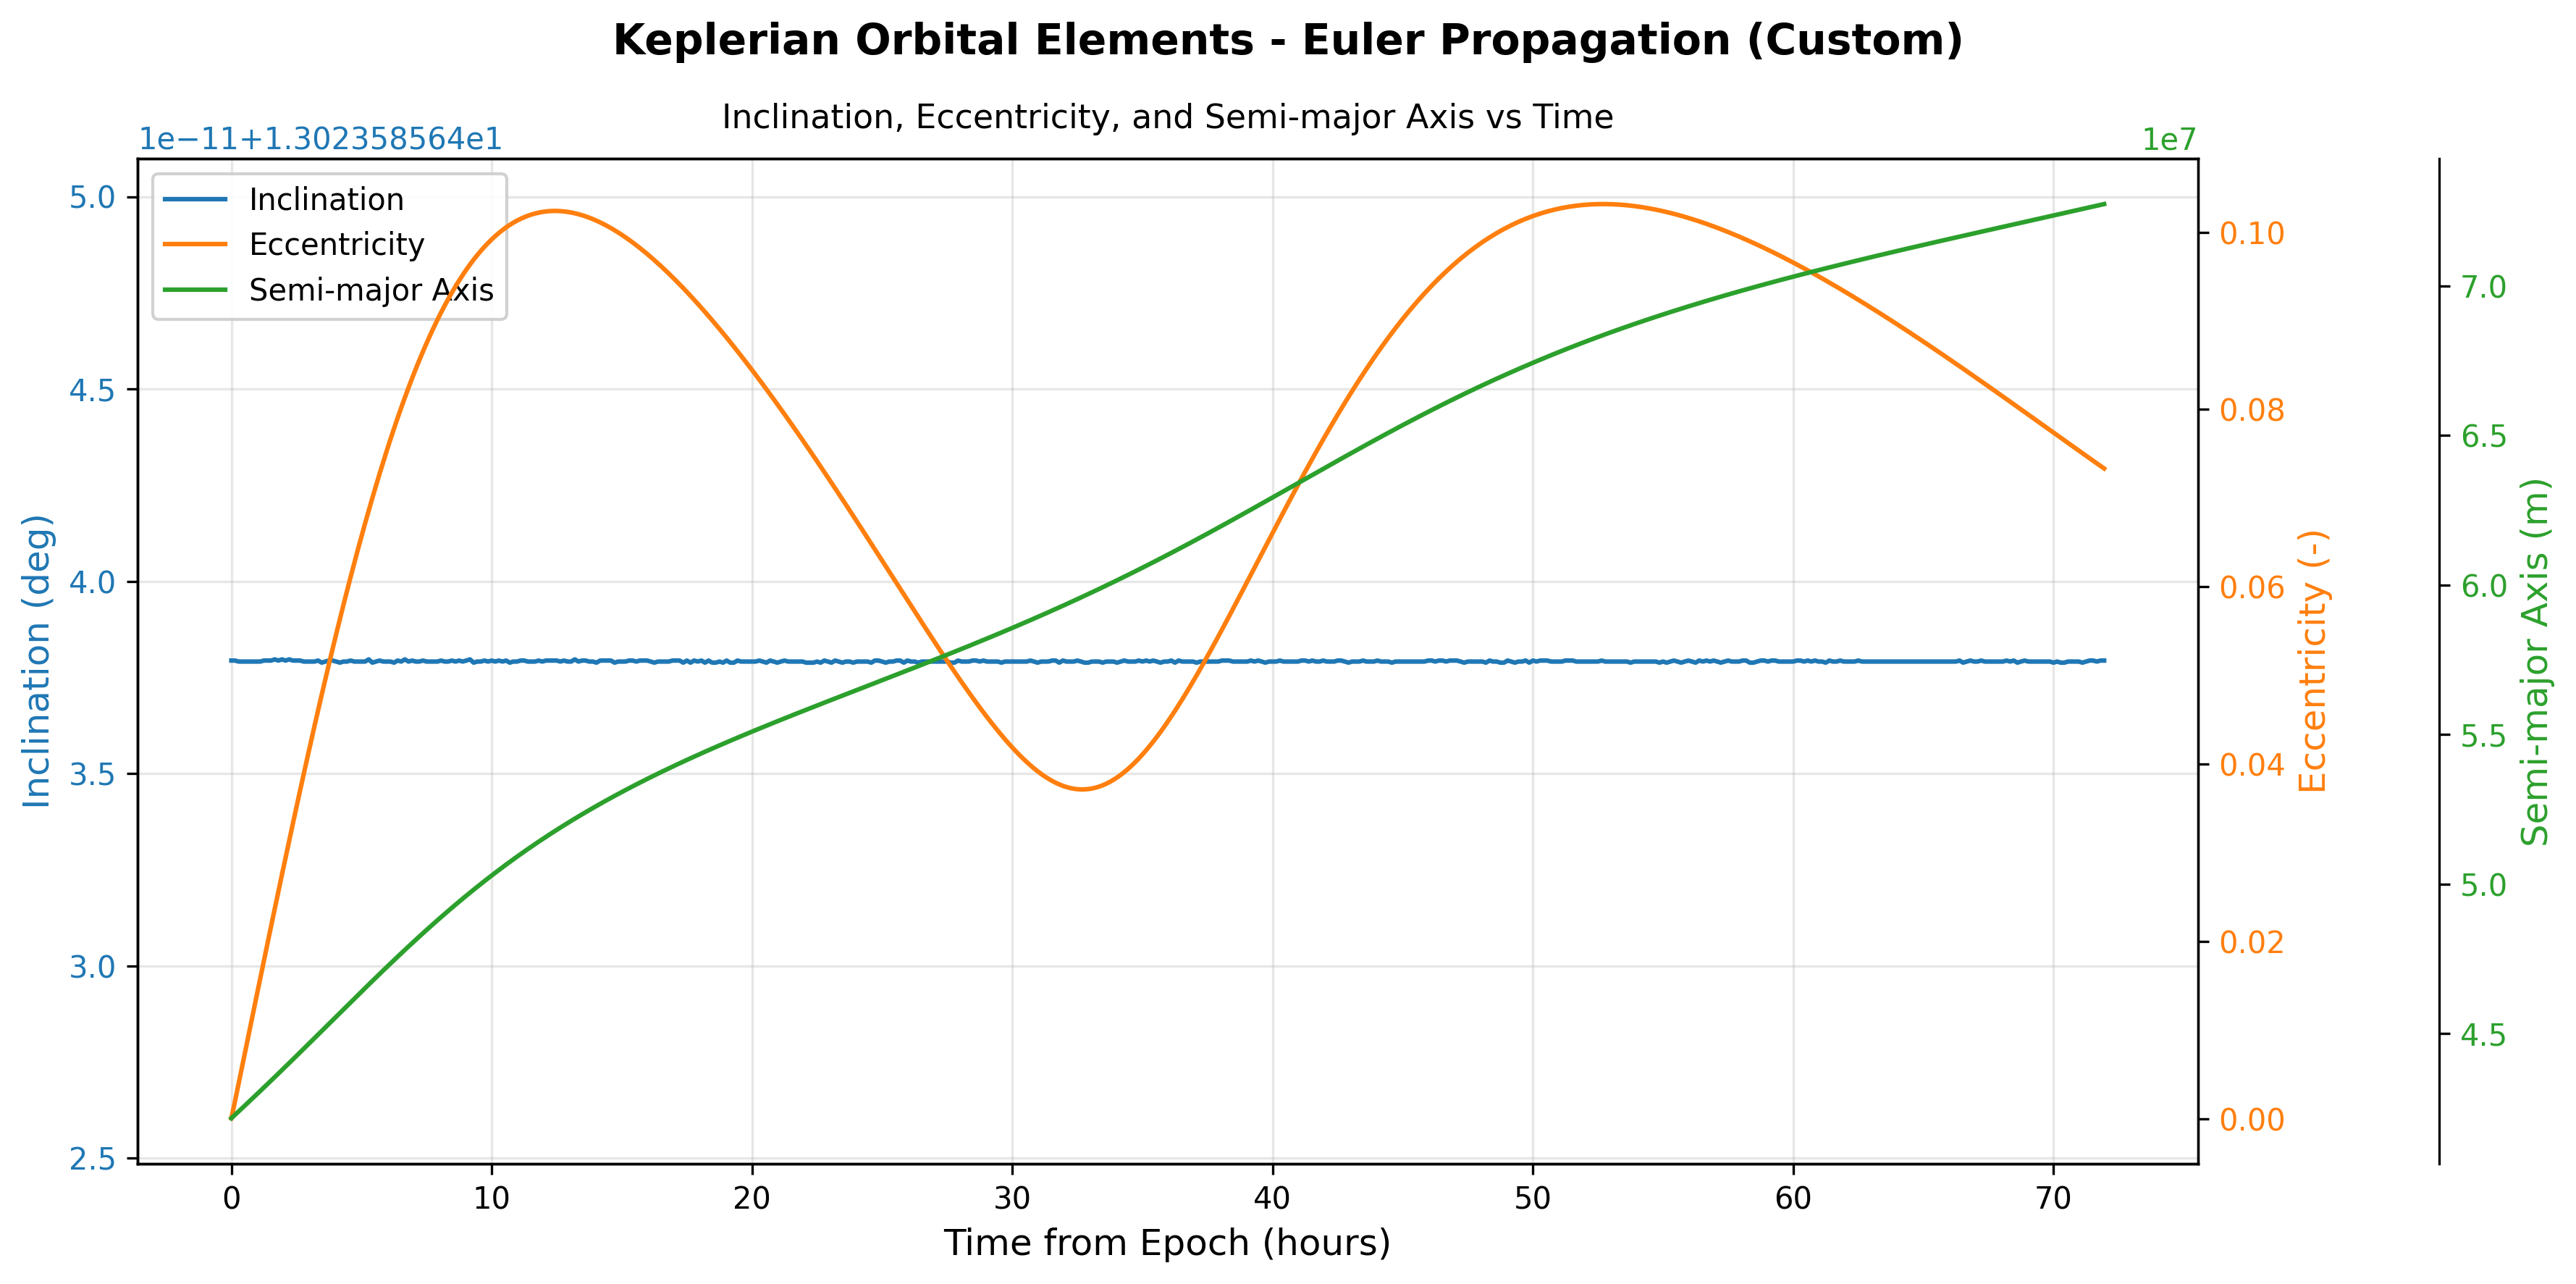 Keplerian Orbital Elements - Euler Propagation (Custom)
Inclination, Eccentricity, and Semi-major Axis vs Time
1e−11+1.302358564e1
1e7
Inclination
Eccentricity
Semi-major Axis
5.0
4.5
4.0
3.5
3.0
2.5
Inclination (deg)
0
10
20
30
40
50
60
70
Time from Epoch (hours)
0.10
0.08
0.06
0.04
0.02
0.00
Eccentricity (-)
7.0
6.5
6.0
5.5
5.0
4.5
Semi-major Axis (m)